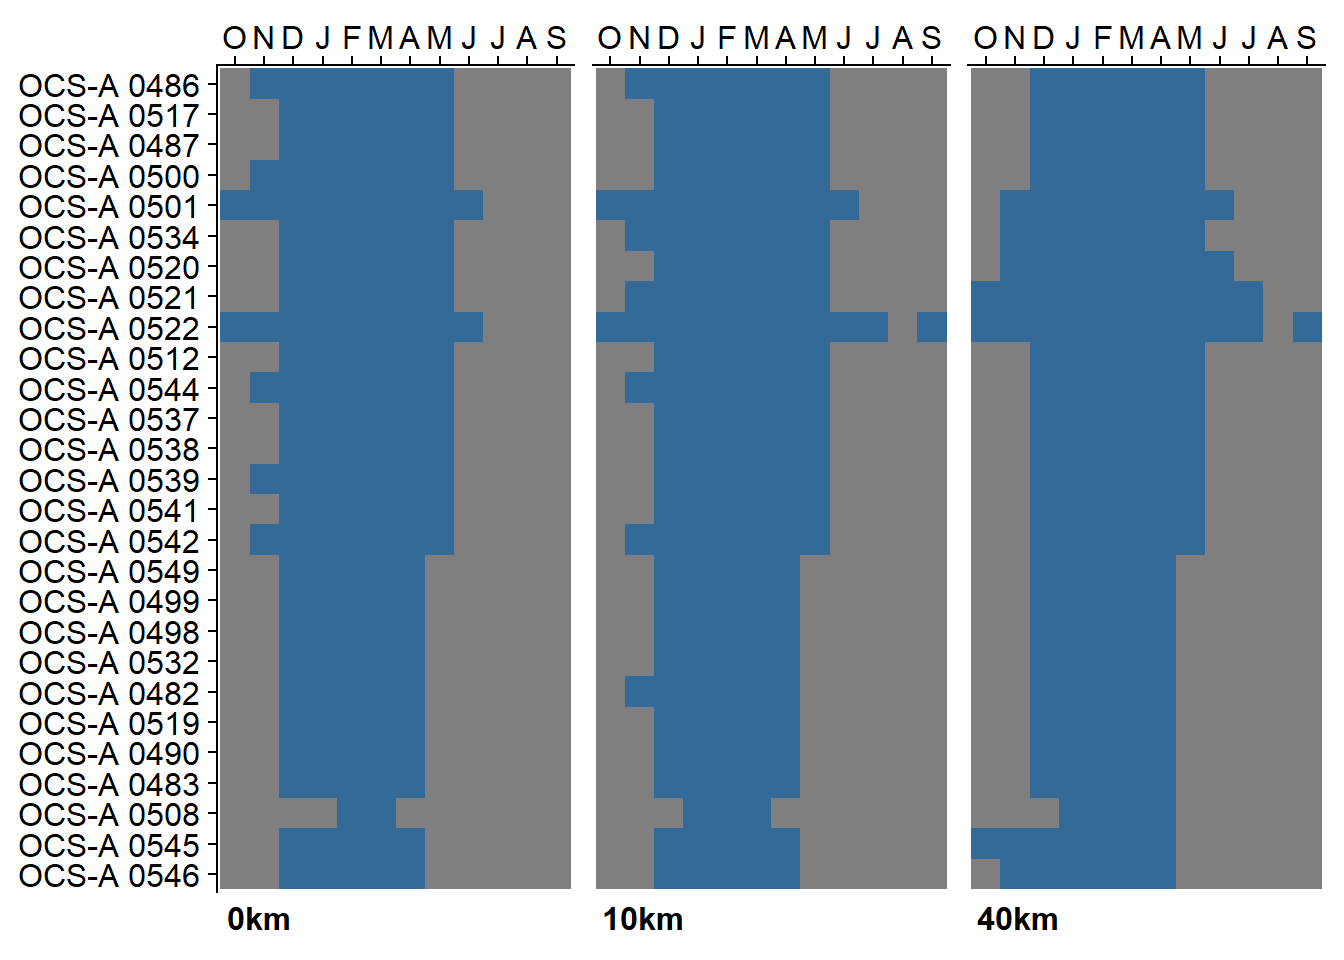 O N D J F M A M J J A S O N D J F M A M J J A S O N D J F M A M J J A S
OCS-A 0486
OCS-A 0517
OCS-A 0487
OCS-A 0500
OCS-A 0501
OCS-A 0534
OCS-A 0520
OCS-A 0521
OCS-A 0522
OCS-A 0512
OCS-A 0544
OCS-A 0537
OCS-A 0538
OCS-A 0539
OCS-A 0541
OCS-A 0542
OCS-A 0549
OCS-A 0499
OCS-A 0498
OCS-A 0532
OCS-A 0482
OCS-A 0519
OCS-A 0490
OCS-A 0483
OCS-A 0508
OCS-A 0545
OCS-A 0546
0km 10km 40km